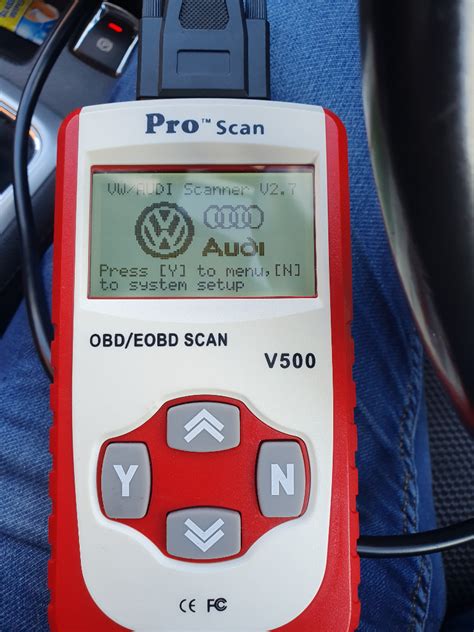 Pro™ Scan
VW/AUDI Scanner V2.7
Audi
Press [Y] to menu,[N]
to system setup
OBD/EOBD SCAN
V500
Y
N
CE FC